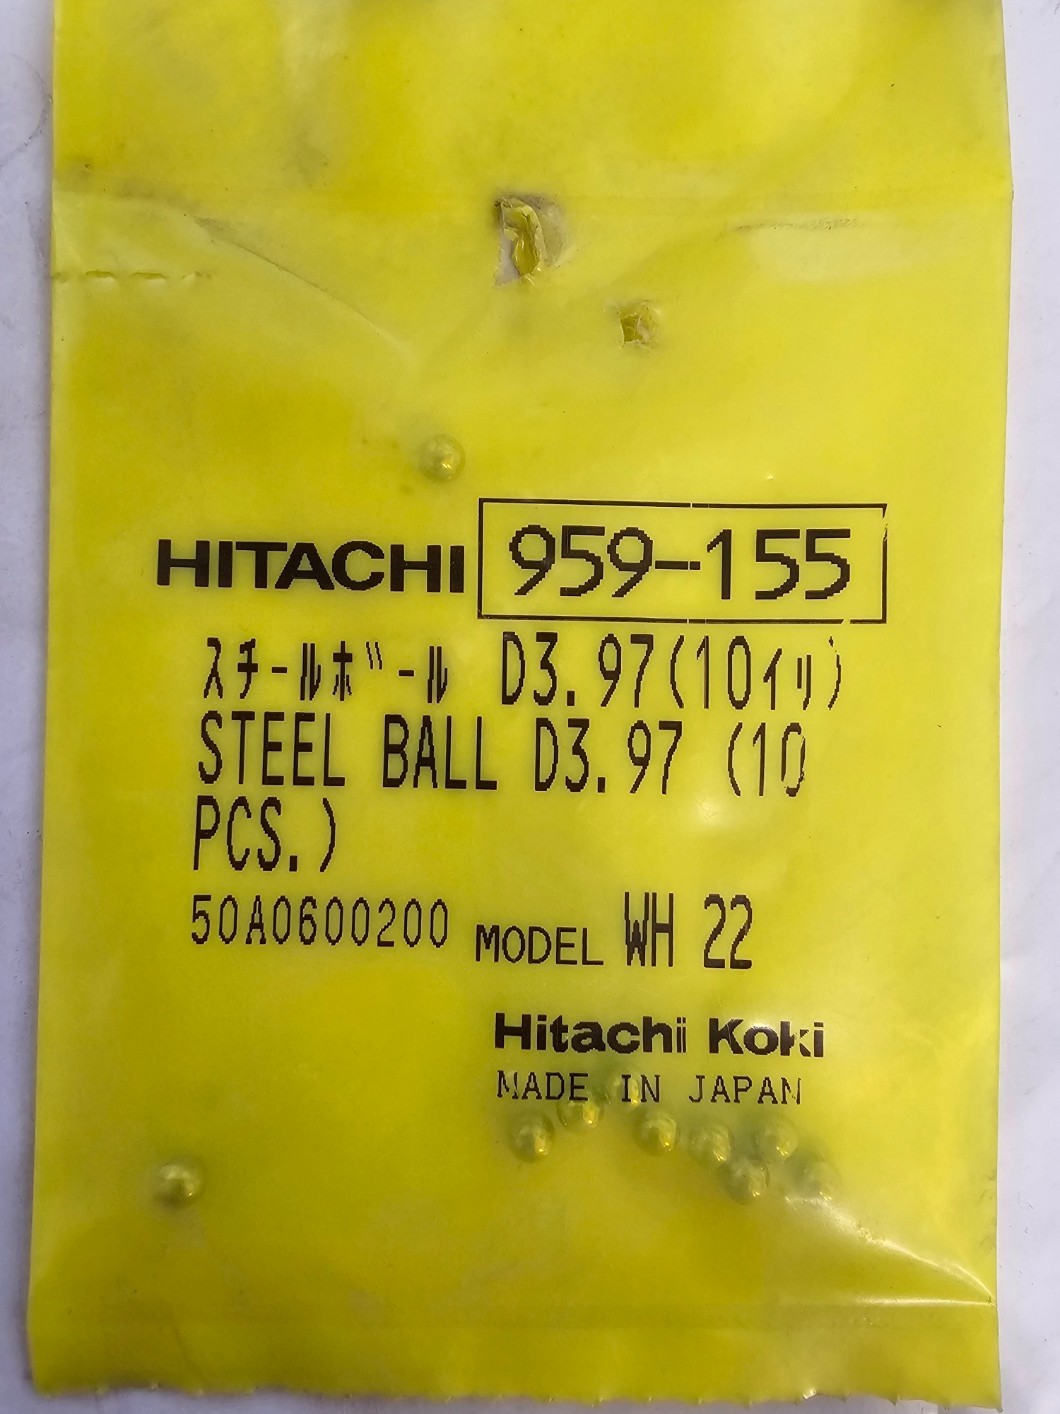 HITACHI 959-155
スチールボール D3.97(10イリ)
STEEL BALL D3.97 (10
PCS.)
50A0600200 MODEL WH 22
Hitachi Koki
MADE IN JAPAN